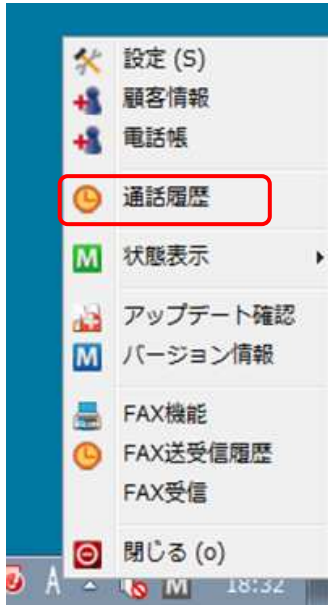 設定 (S)
顧客情報
電話帳
通話履歴
M 状態表示
アップデート確認
M バージョン情報
FAX機能
FAX送受信履歴
FAX受信
閉じる (o)
A M 18:32